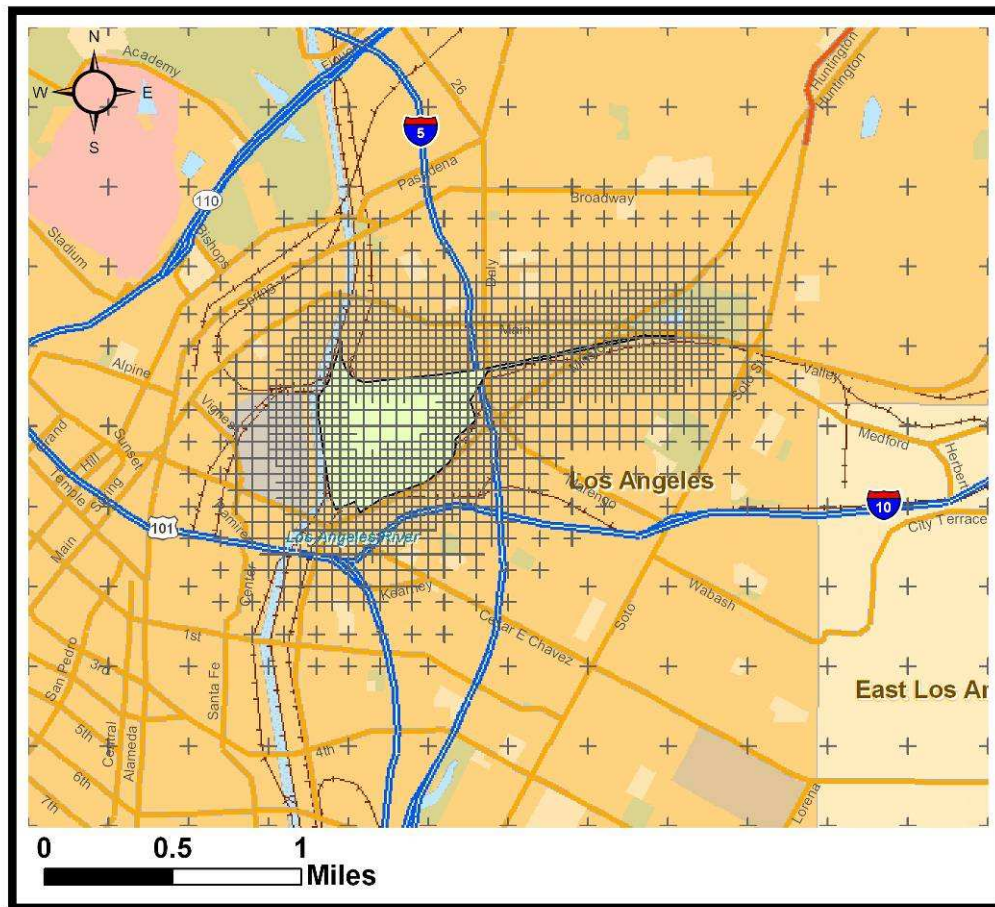 N
W E
S
Academy
26
Huntington
Huntington
5
Pasadena
110
Broadway
Stadium
Bishops
Daly
Spring
Main
Mission
Alpine
Soto St
Valley
Vignes
Medford
Sunset
Hill
Temple
Spring
Los Angeles
10
City Terrace
101
Ramirez
Los Angeles River
Main
Center
Kearney
Wabash
1st
Cesar E Chavez
Soto
San Pedro
3rd
Santa Fe
East Los An
5th
Central
Alameda
4th
6th
7th
Lorena
0 0.5 1
Miles